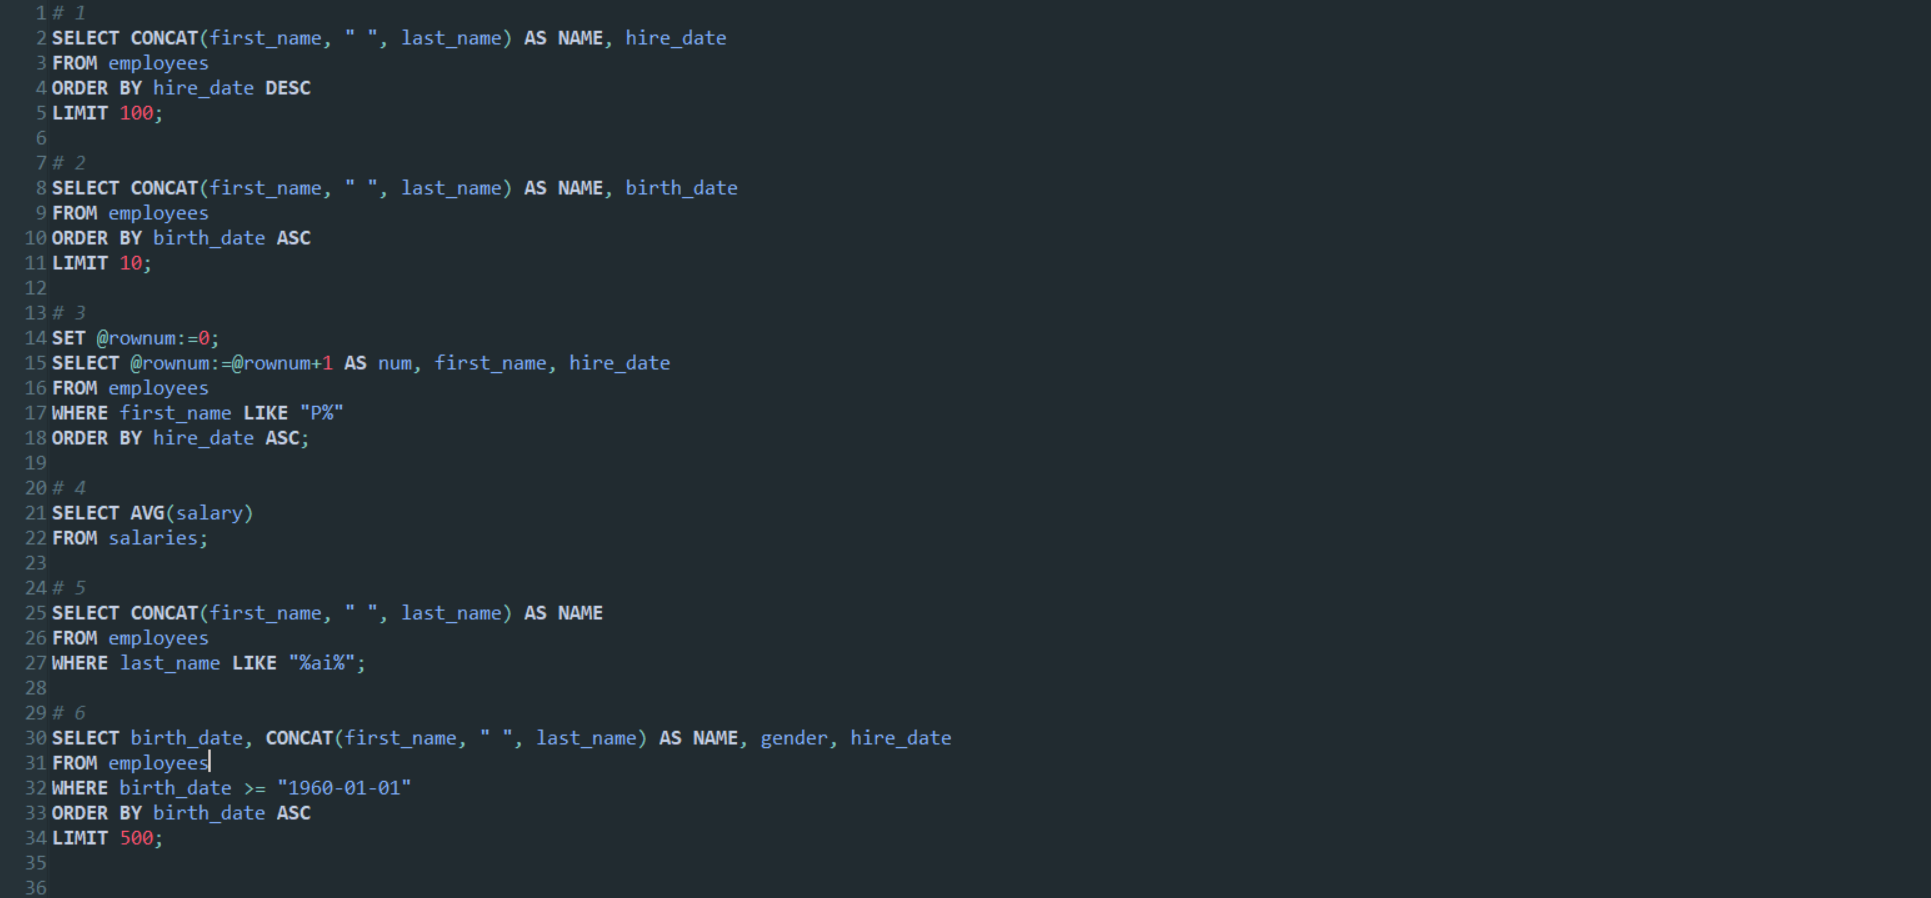 1 # 1
2 SELECT CONCAT(first_name, " ", last_name) AS NAME, hire_date
3 FROM employees
4 ORDER BY hire_date DESC
5 LIMIT 100;
6
7 # 2
8 SELECT CONCAT(first_name, " ", last_name) AS NAME, birth_date
9 FROM employees
10 ORDER BY birth_date ASC
11 LIMIT 10;
12
13 # 3
14 SET @rownum:=0;
15 SELECT @rownum:=@rownum+1 AS num, first_name, hire_date
16 FROM employees
17 WHERE first_name LIKE "P%"
18 ORDER BY hire_date ASC;
19
20 # 4
21 SELECT AVG(salary)
22 FROM salaries;
23
24 # 5
25 SELECT CONCAT(first_name, " ", last_name) AS NAME
26 FROM employees
27 WHERE last_name LIKE "%ai%";
28
29 # 6
30 SELECT birth_date, CONCAT(first_name, " ", last_name) AS NAME, gender, hire_date
31 FROM employees
32 WHERE birth_date >= "1960-01-01"
33 ORDER BY birth_date ASC
34 LIMIT 500;
35
36